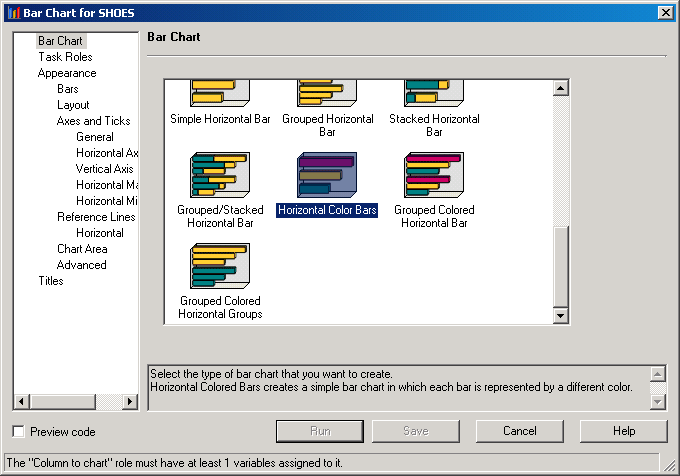 Bar Chart for SHOES
Bar Chart
Task Roles
Appearance
Bars
Layout
Axes and Ticks
General
Horizontal Ax
Vertical Axis
Horizontal Ma
Horizontal Mi
Reference Lines
Horizontal
Chart Area
Advanced
Titles
Bar Chart
Simple Horizontal Bar
Grouped Horizontal
Bar
Stacked Horizontal
Bar
Grouped/Stacked
Horizontal Bar
Horizontal Color Bars
Grouped Colored
Horizontal Bar
Grouped Colored
Horizontal Groups
Select the type of bar chart that you want to create.
Horizontal Colored Bars creates a simple bar chart in which each bar is represented by a different color.
Preview code
Run
Save
Cancel
Help
The "Column to chart" role must have at least 1 variables assigned to it.